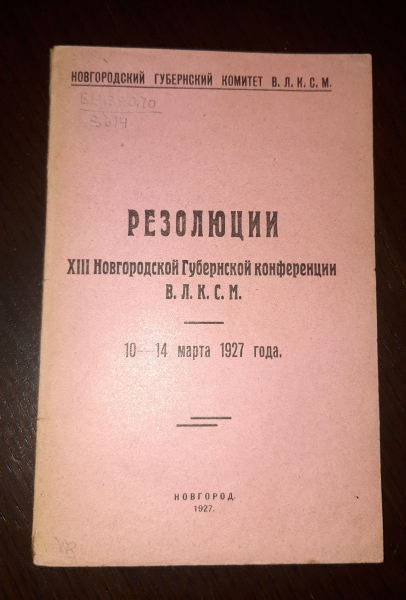 НОВГОРОДСКИЙ ГУБЕРНСКИЙ КОМИТЕТ В. Л. К. С. М.
РЕЗОЛЮЦИИ
XIII Новгородской Губернской конференции
В. Л. К. С. М.
10—14 марта 1927 года.
НОВГОРОД.
1927.